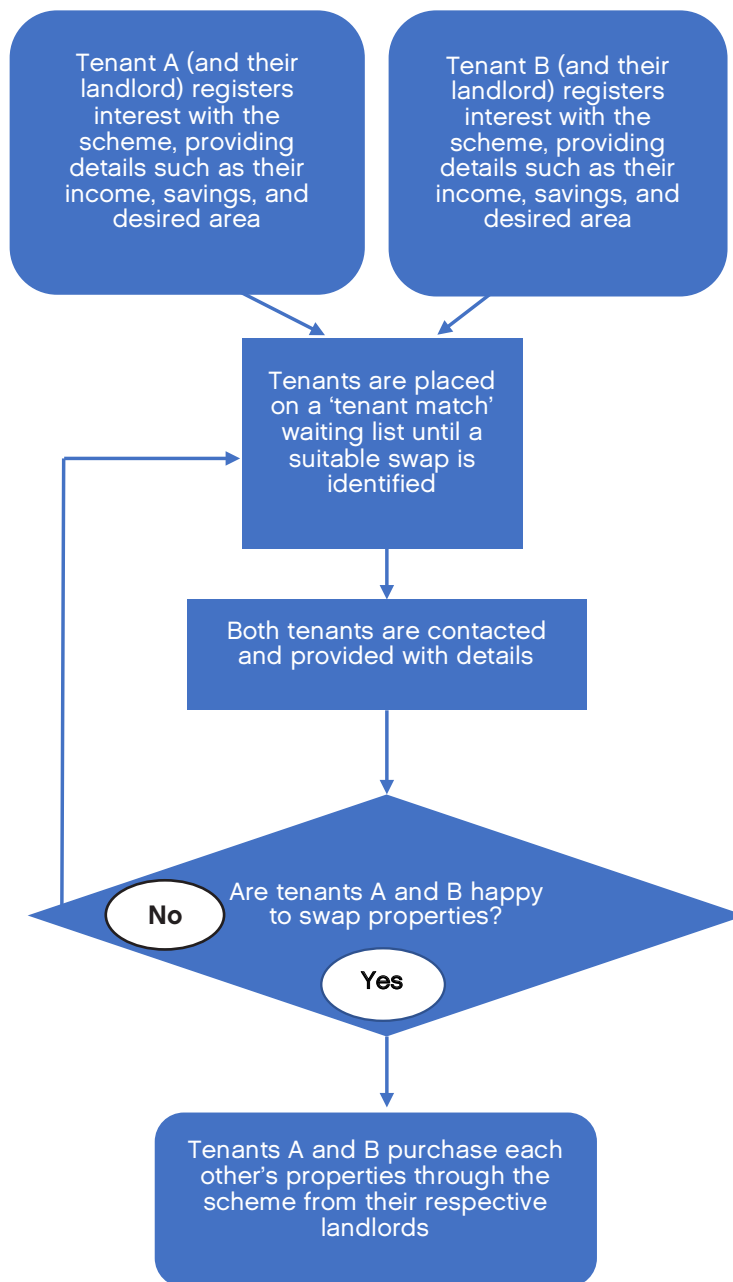 Tenant A (and their
landlord) registers
interest with the
scheme, providing
details such as their
income, savings, and
desired area
Tenant B (and their
landlord) registers
interest with the
scheme, providing
details such as their
income, savings, and
desired area
Tenants are placed
on a ‘tenant match’
waiting list until a
suitable swap is
identified
Both tenants are contacted
and provided with details
Are tenants A and B happy
to swap properties?
No
Yes
Tenants A and B purchase each
other’s properties through the
scheme from their respective
landlords